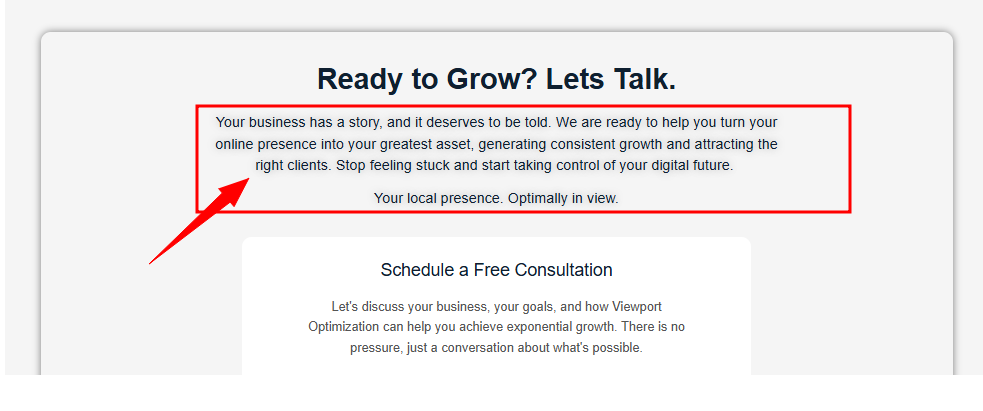 Ready to Grow? Lets Talk.
Your business has a story, and it deserves to be told. We are ready to help you turn your
online presence into your greatest asset, generating consistent growth and attracting the
right clients. Stop feeling stuck and start taking control of your digital future.
Your local presence. Optimally in view.
Schedule a Free Consultation
Let's discuss your business, your goals, and how Viewport
Optimization can help you achieve exponential growth. There is no
pressure, just a conversation about what's possible.